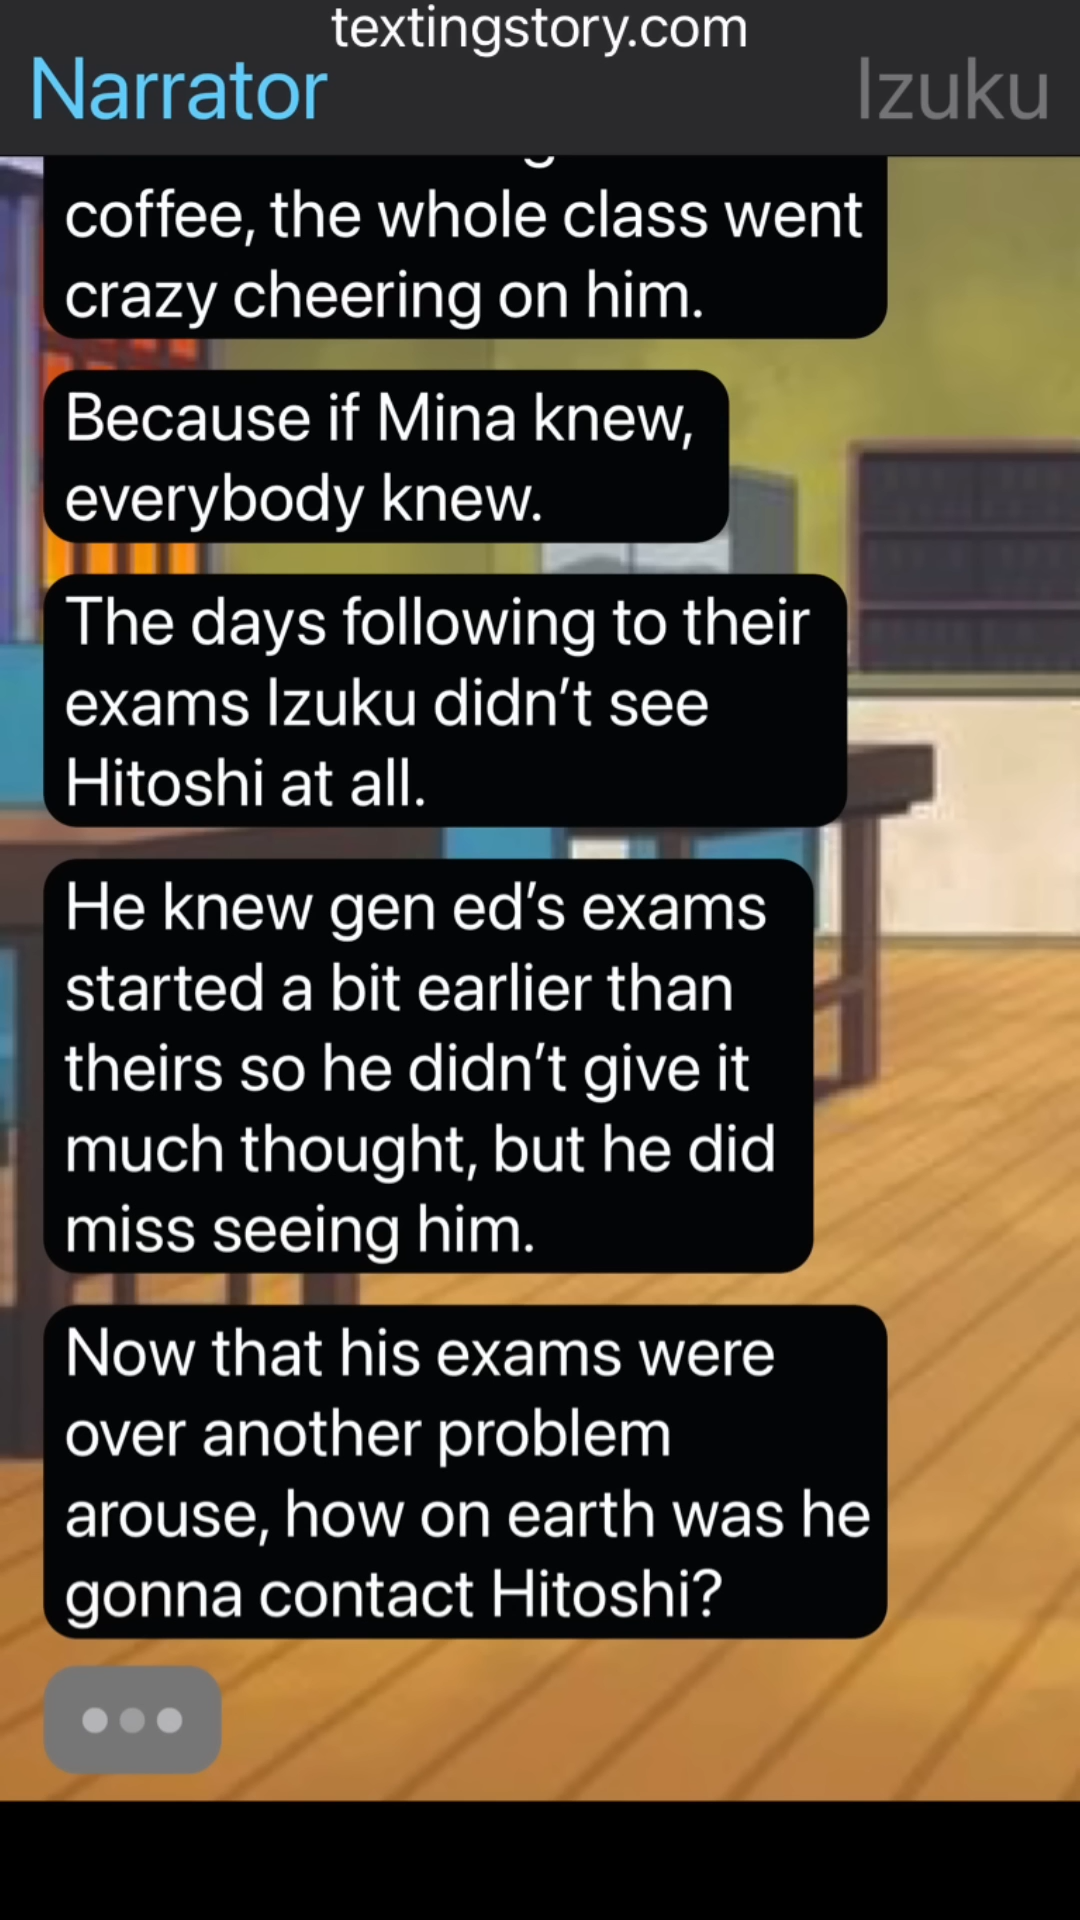 textingstory.com
Narrator
Izuku
coffee, the whole class went
crazy cheering on him.
Because if Mina knew,
everybody knew.
The days following to their
exams Izuku didn’t see
Hitoshi at all.
He knew gen ed’s exams
started a bit earlier than
theirs so he didn’t give it
much thought, but he did
miss seeing him.
Now that his exams were
over another problem
arouse, how on earth was he
gonna contact Hitoshi?